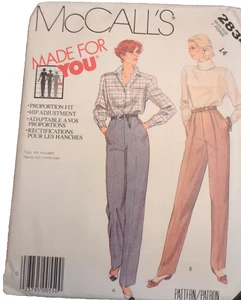 McCALL'S
283
14
MADE FOR
YOU
• PROPORTION FIT
• HIP ADJUSTMENT
• ADAPTABLE A VOS
PROPORTIONS
• RECTIFICATIONS
POUR LES HANCHES
A
B
PATTERN/PATRON